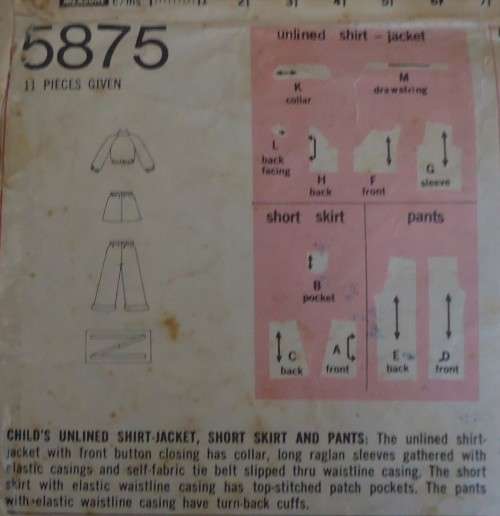 5875
11 PIECES GIVEN
unlined shirt - jacket
K
collar
M
drawstring
L
back
facing
H
back
F
front
G
sleeve
short skirt
B
pocket
C
back
A
front
pants
E
back
D
front
CHILD'S UNLINED SHIRT-JACKET, SHORT SKIRT AND PANTS: The unlined shirt-
jacket with front button closing has collar, long raglan sleeves gathered with
elastic casings and self-fabric tie belt slipped thru waistline casing. The short
skirt with elastic waistline casing has top-stitched patch pockets. The pants
with elastic waistline casing have turn-back cuffs.